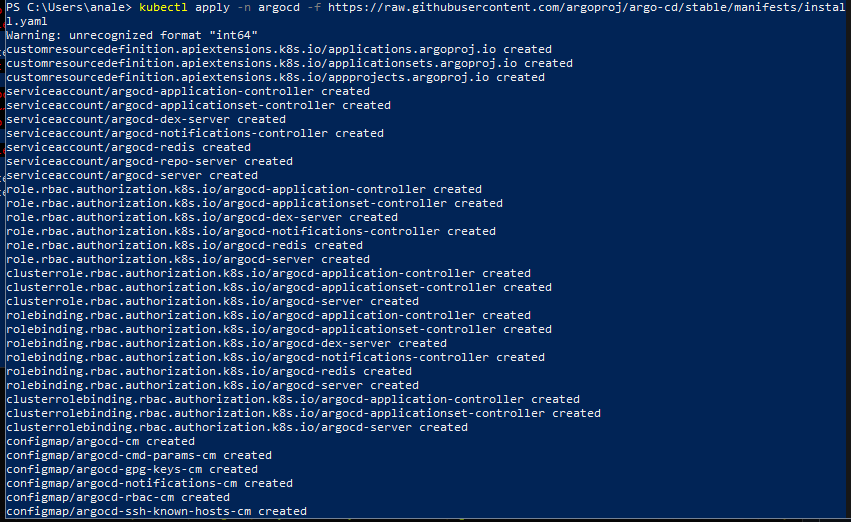 PS C:\Users\anale> kubectl apply -n argocd -f https://raw.githubusercontent.com/argoproj/argo-cd/stable/manifests/instal
l.yaml
Warning: unrecognized format "int64"
customresourcedefinition.apiextensions.k8s.io/applications.argoproj.io created
customresourcedefinition.apiextensions.k8s.io/applicationsets.argoproj.io created
customresourcedefinition.apiextensions.k8s.io/appprojects.argoproj.io created
serviceaccount/argocd-application-controller created
serviceaccount/argocd-applicationset-controller created
serviceaccount/argocd-dex-server created
serviceaccount/argocd-notifications-controller created
serviceaccount/argocd-redis created
serviceaccount/argocd-repo-server created
serviceaccount/argocd-server created
role.rbac.authorization.k8s.io/argocd-application-controller created
role.rbac.authorization.k8s.io/argocd-applicationset-controller created
role.rbac.authorization.k8s.io/argocd-dex-server created
role.rbac.authorization.k8s.io/argocd-notifications-controller created
role.rbac.authorization.k8s.io/argocd-redis created
role.rbac.authorization.k8s.io/argocd-server created
clusterrole.rbac.authorization.k8s.io/argocd-application-controller created
clusterrole.rbac.authorization.k8s.io/argocd-applicationset-controller created
clusterrole.rbac.authorization.k8s.io/argocd-server created
rolebinding.rbac.authorization.k8s.io/argocd-application-controller created
rolebinding.rbac.authorization.k8s.io/argocd-applicationset-controller created
rolebinding.rbac.authorization.k8s.io/argocd-dex-server created
rolebinding.rbac.authorization.k8s.io/argocd-notifications-controller created
rolebinding.rbac.authorization.k8s.io/argocd-redis created
rolebinding.rbac.authorization.k8s.io/argocd-server created
clusterrolebinding.rbac.authorization.k8s.io/argocd-application-controller created
clusterrolebinding.rbac.authorization.k8s.io/argocd-applicationset-controller created
clusterrolebinding.rbac.authorization.k8s.io/argocd-server created
configmap/argocd-cm created
configmap/argocd-cmd-params-cm created
configmap/argocd-gpg-keys-cm created
configmap/argocd-notifications-cm created
configmap/argocd-rbac-cm created
configmap/argocd-ssh-known-hosts-cm created